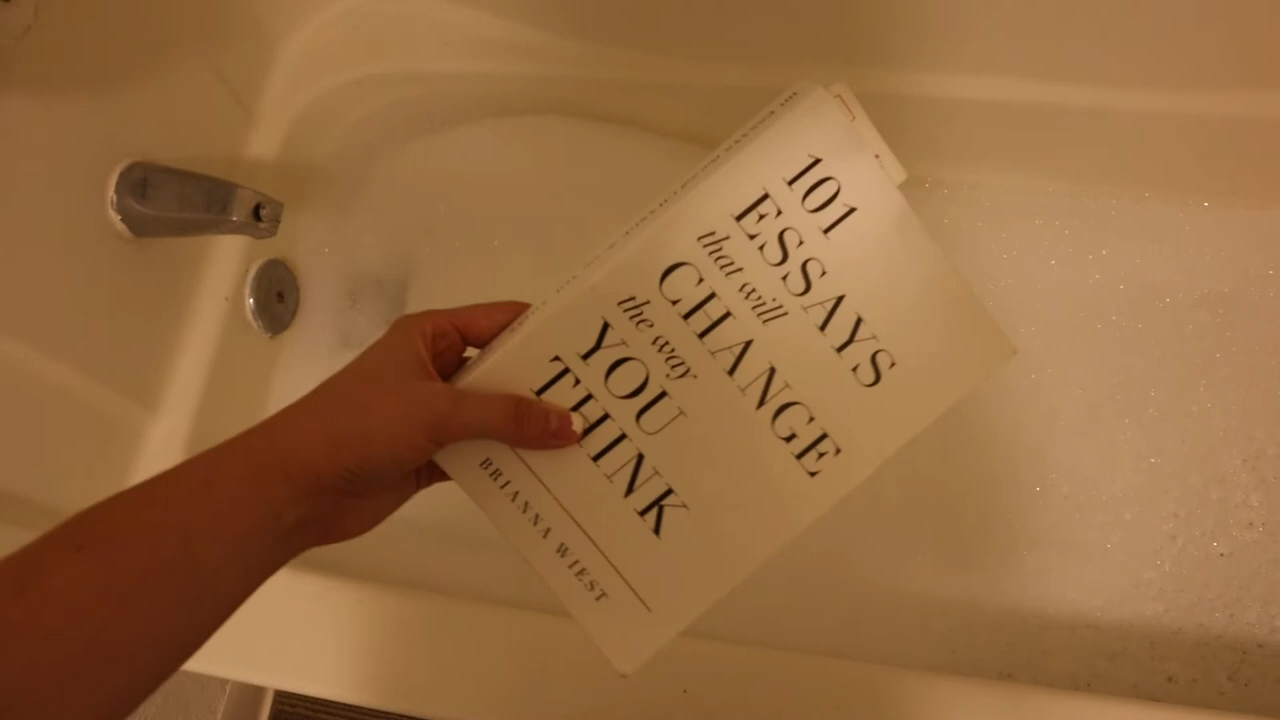 101
ESSAYS
that will
CHANGE
the way
YOU
THINK
BRIANNA WIEST